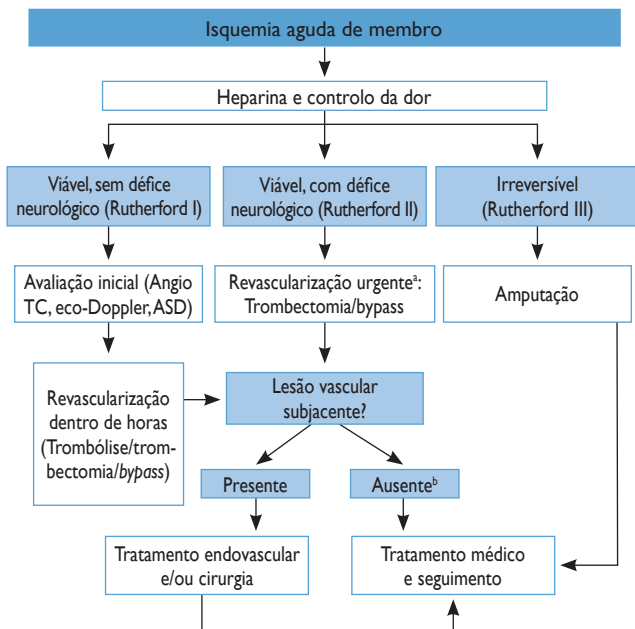 Isquemia aguda de membro
Heparina e controlo da dor
Viável, sem défice
neurológico (Rutherford I)
Viável, com défice
neurológico (Rutherford II)
Irreversível
(Rutherford III)
Avaliação inicial (Angio
TC, eco-Doppler, ASD)
Revascularização urgenteᵃ:
Trombectomia/bypass
Amputação
Revascularização
dentro de horas
(Trombólise/trom-
bectomia/bypass)
Lesão vascular
subjacente?
Presente
Ausenteᵇ
Tratamento endovascular
e/ou cirurgia
Tratamento médico
e seguimento